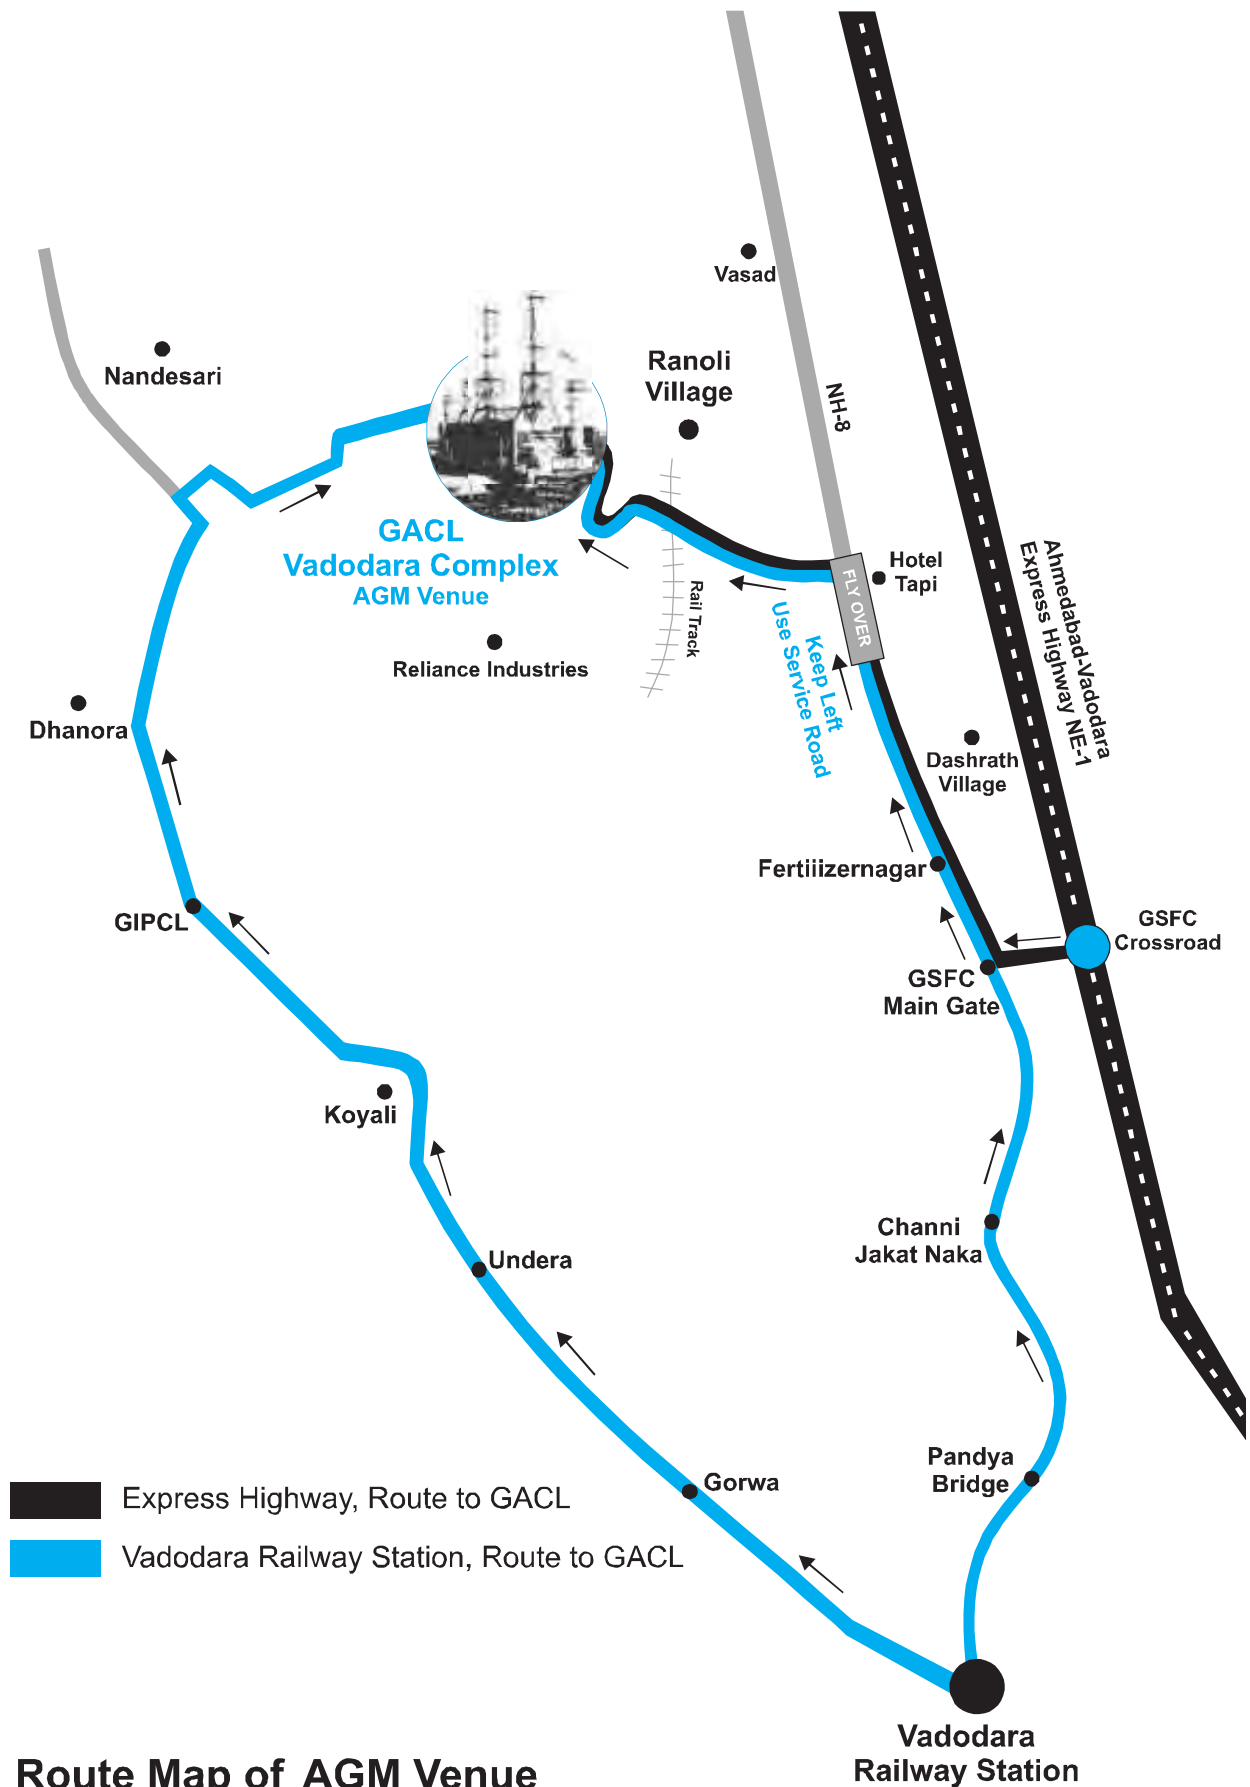 Vasad
Nandesari
Ranoli
Village
NH-8
GACL
Vadodara Complex
AGM Venue
Hotel
Tapi
FLY OVER
Ahmedabad-Vadodara
Express Highway NE-1
Rail Track
Keep Left
Use Service Road
Reliance Industries
Dhanora
Dashrath
Village
Fertiiizernagar
GIPCL
GSFC
Crossroad
GSFC
Main Gate
Koyali
Channi
Jakat Naka
Undera
Pandya
Bridge
Gorwa
Express Highway, Route to GACL
Vadodara Railway Station, Route to GACL
Vadodara
Railway Station
Route Map of AGM Venue